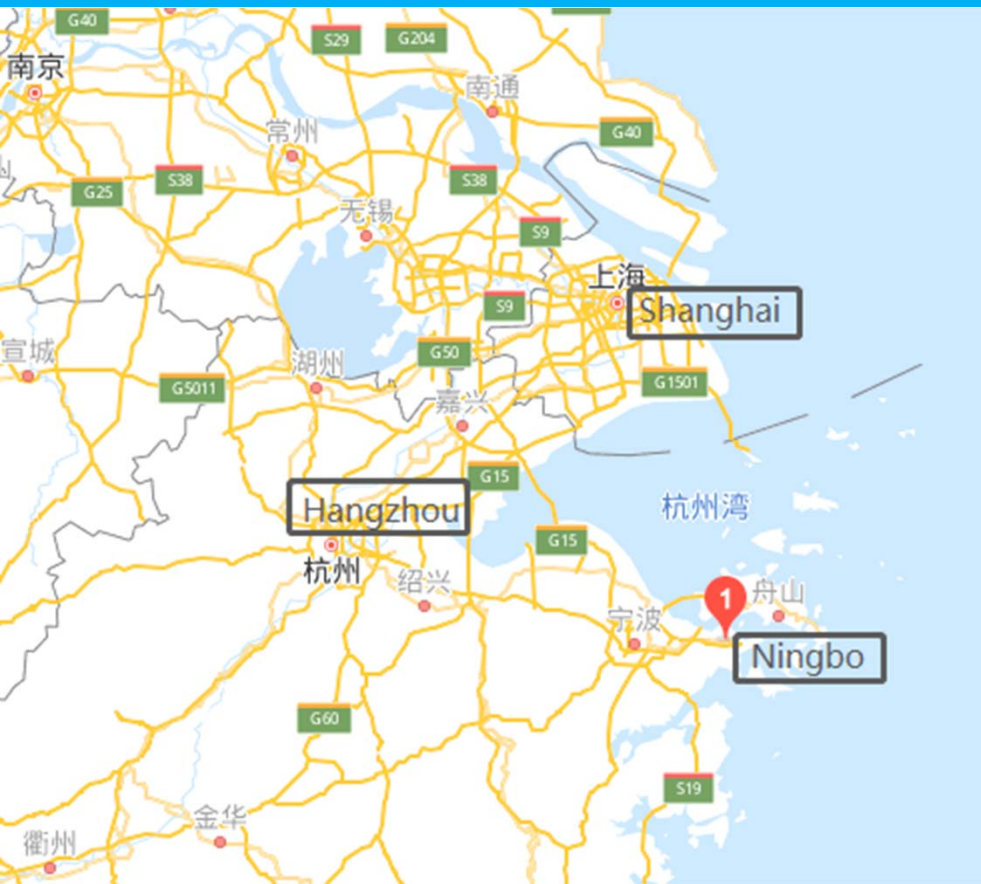 G40
S29
G204
南京
南通
常州
G40
G25
S38
S38
无锡
S9
上海
Shanghai
S9
宣城
湖州
G50
G5011
G1501
嘉兴
G15
Hangzhou
杭州湾
G15
杭州
绍兴
1
舟山
宁波
Ningbo
G60
S19
金华
衢州